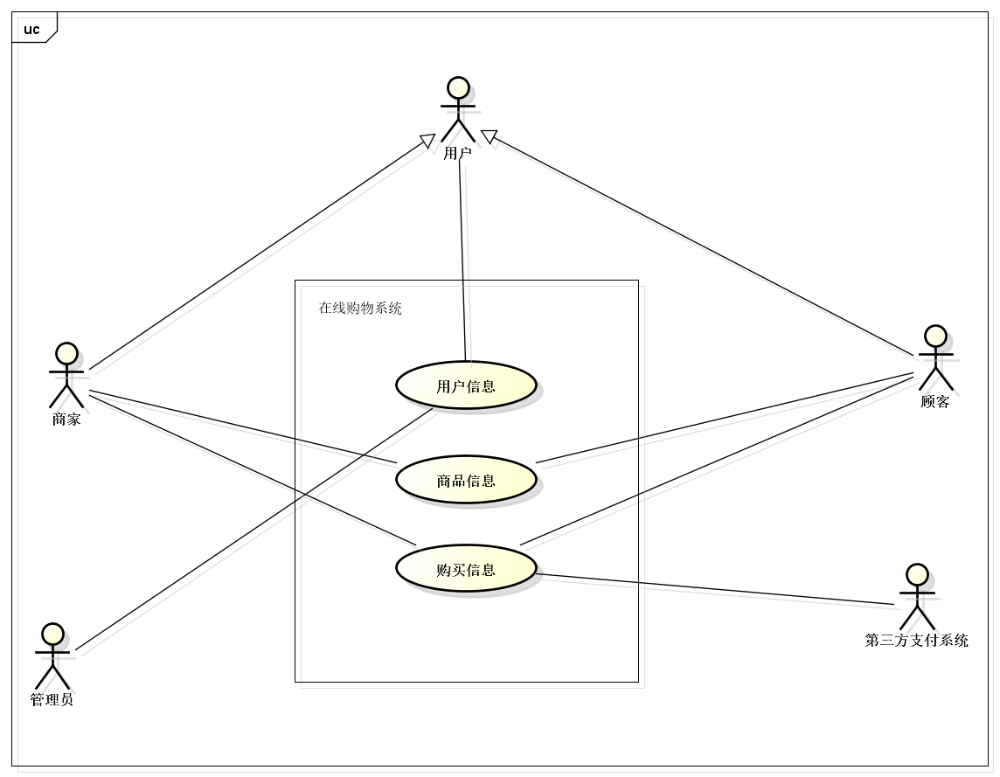 uc
用户
在线购物系统
商家
顾客
用户信息
商品信息
购买信息
第三方支付系统
管理员